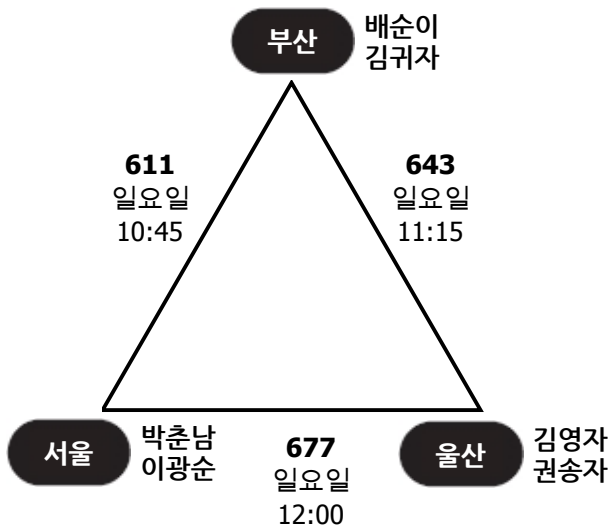 부산
배순이
김귀자
611
일요일
10:45
643
일요일
11:15
서울
박춘남
이광순
677
일요일
12:00
울산
김영자
권송자